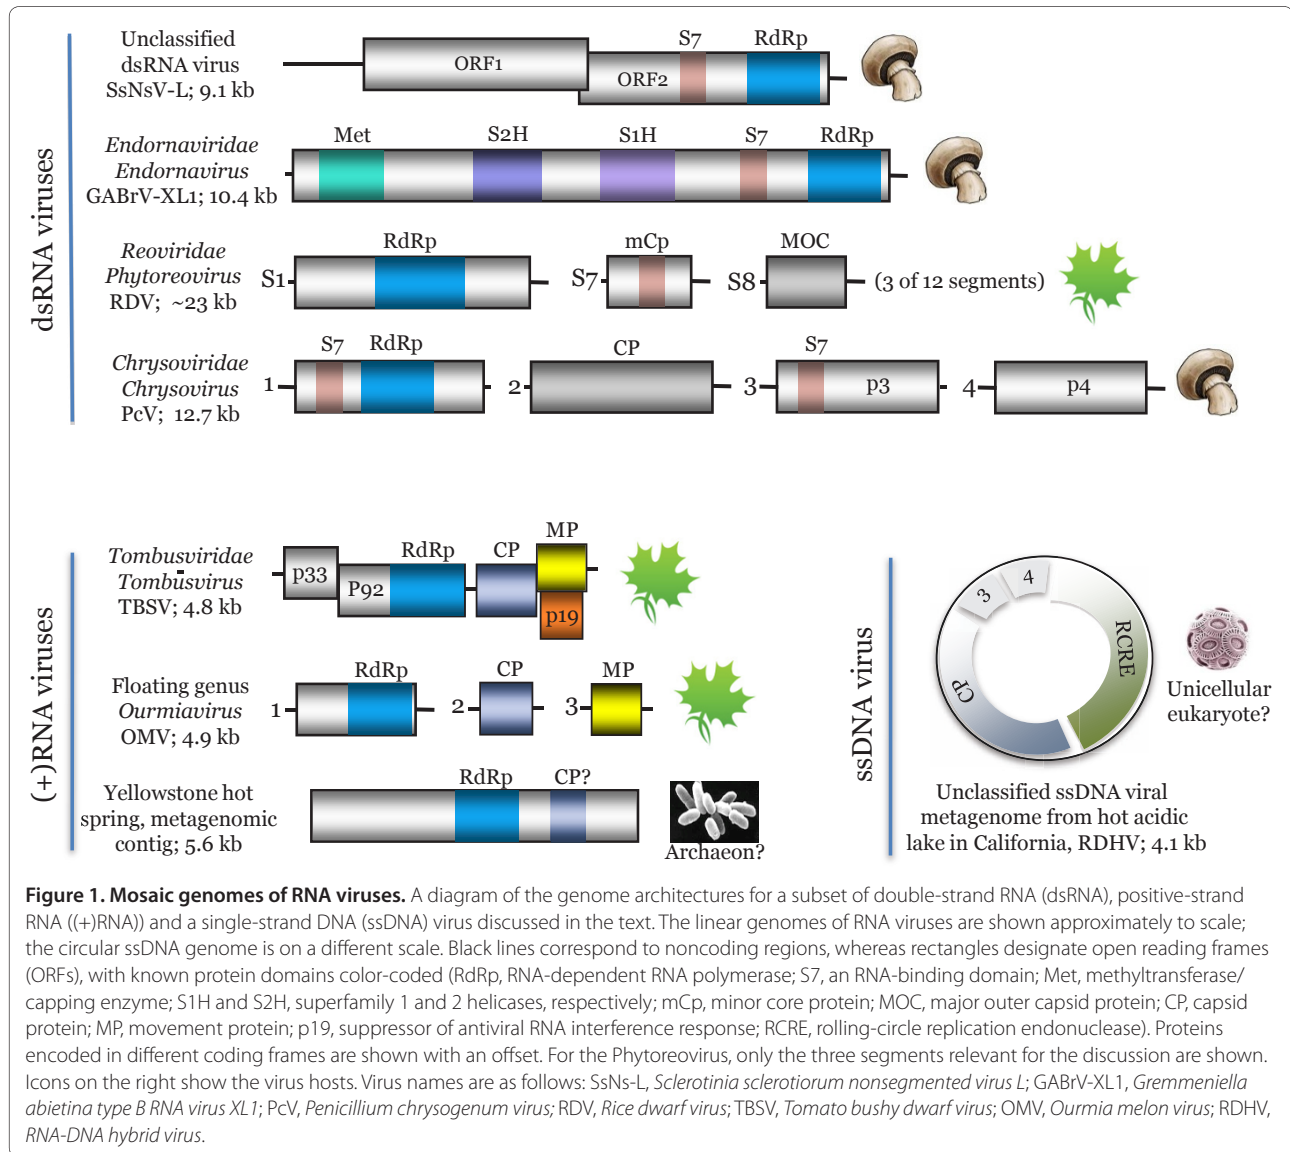 dsRNA viruses
Unclassified
dsRNA virus
SsNsV-L; 9.1 kb
ORF1
ORF2
S7
RdRp
Endornaviridae
Endornavirus
GABrV-XL1; 10.4 kb
Met
S2H
S1H
S7
RdRp
Reoviridae
Phytoreovirus
RDV; ~23 kb
S1
RdRp
S7
mCp
S8
MOC
(3 of 12 segments)
Chrysoviridae
Chrysovirus
PcV; 12.7 kb
1
S7
RdRp
2
CP
3
S7
p3
4
p4
(+)RNA viruses
Tombusviridae
Tombusvirus
TBSV; 4.8 kb
p33
P92
RdRp
CP
MP
p19
Floating genus
Ourmiavirus
OMV; 4.9 kb
1
RdRp
2
CP
3
MP
Yellowstone hot
spring, metagenomic
contig; 5.6 kb
RdRp
CP?
Archaeon?
ssDNA virus
3
4
CP
RCRE
Unicellular
eukaryote?
Unclassified ssDNA viral
metagenome from hot acidic
lake in California, RDHV; 4.1 kb
Figure 1. Mosaic genomes of RNA viruses. A diagram of the genome architectures for a subset of double-strand RNA (dsRNA), positive-strand
RNA ((+)RNA)) and a single-strand DNA (ssDNA) virus discussed in the text. The linear genomes of RNA viruses are shown approximately to scale;
the circular ssDNA genome is on a different scale. Black lines correspond to noncoding regions, whereas rectangles designate open reading frames
(ORFs), with known protein domains color-coded (RdRp, RNA-dependent RNA polymerase; S7, an RNA-binding domain; Met, methyltransferase/
capping enzyme; S1H and S2H, superfamily 1 and 2 helicases, respectively; mCp, minor core protein; MOC, major outer capsid protein; CP, capsid
protein; MP, movement protein; p19, suppressor of antiviral RNA interference response; RCRE, rolling-circle replication endonuclease). Proteins
encoded in different coding frames are shown with an offset. For the Phytoreovirus, only the three segments relevant for the discussion are shown.
Icons on the right show the virus hosts. Virus names are as follows: SsNs-L, Sclerotinia sclerotiorum nonsegmented virus L; GABrV-XL1, Gremmeniella
abietina type B RNA virus XL1; PcV, Penicillium chrysogenum virus; RDV, Rice dwarf virus; TBSV, Tomato bushy dwarf virus; OMV, Ourmia melon virus; RDHV,
RNA-DNA hybrid virus.